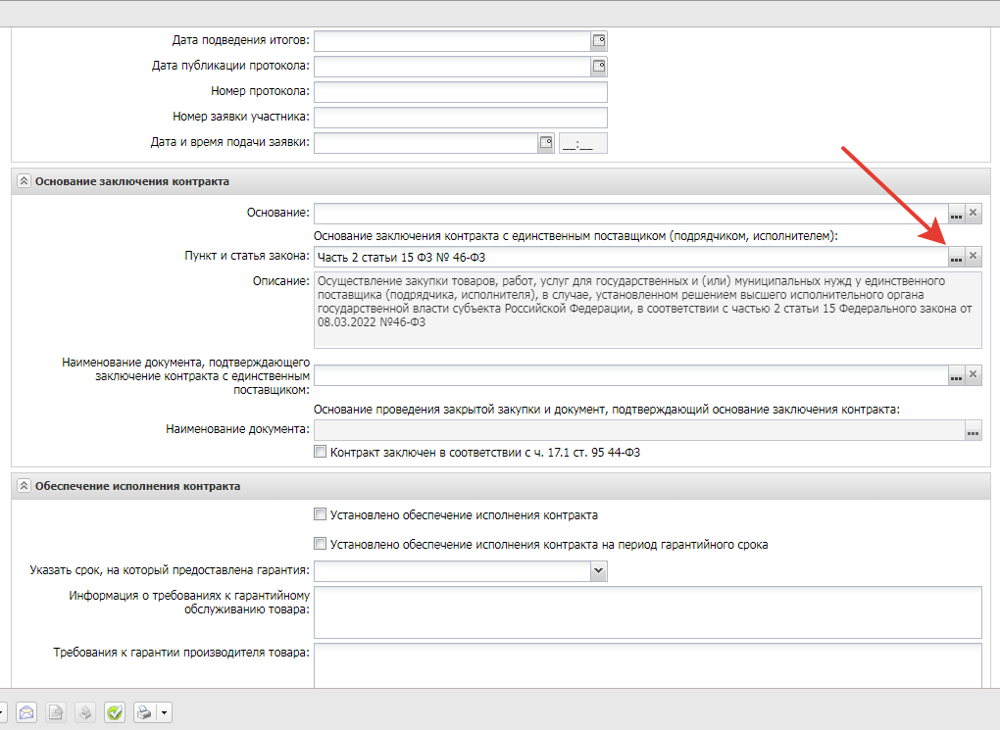 Дата подведения итогов:
Дата публикации протокола:
Номер протокола:
Номер заявки участника:
Дата и время подачи заявки:
__:__
Основание заключения контракта
Основание:
... ×
Основание заключения контракта с единственным поставщиком (подрядчиком, исполнителем):
Пункт и статья закона: Часть 2 статьи 15 ФЗ № 46-ФЗ ... ×
Описание: Осуществление закупки товаров, работ, услуг для государственных и (или) муниципальных нужд у единственного
поставщика (подрядчика, исполнителя), в случае, установленном решением высшего исполнительного органа
государственной власти субъекта Российской Федерации, в соответствии с частью 2 статьи 15 Федерального закона от
08.03.2022 №46-ФЗ
Наименование документа, подтверждающего
заключение контракта с единственным
поставщиком:
... ×
Основание проведения закрытой закупки и документ, подтверждающий основание заключения контракта:
Наименование документа:
...
Контракт заключен в соответствии с ч. 17.1 ст. 95 44-ФЗ
Обеспечение исполнения контракта
Установлено обеспечение исполнения контракта
Установлено обеспечение исполнения контракта на период гарантийного срока
Указать срок, на который предоставлена гарантия:
Информация о требованиях к гарантийному
обслуживанию товара:
Требования к гарантии производителя товара: